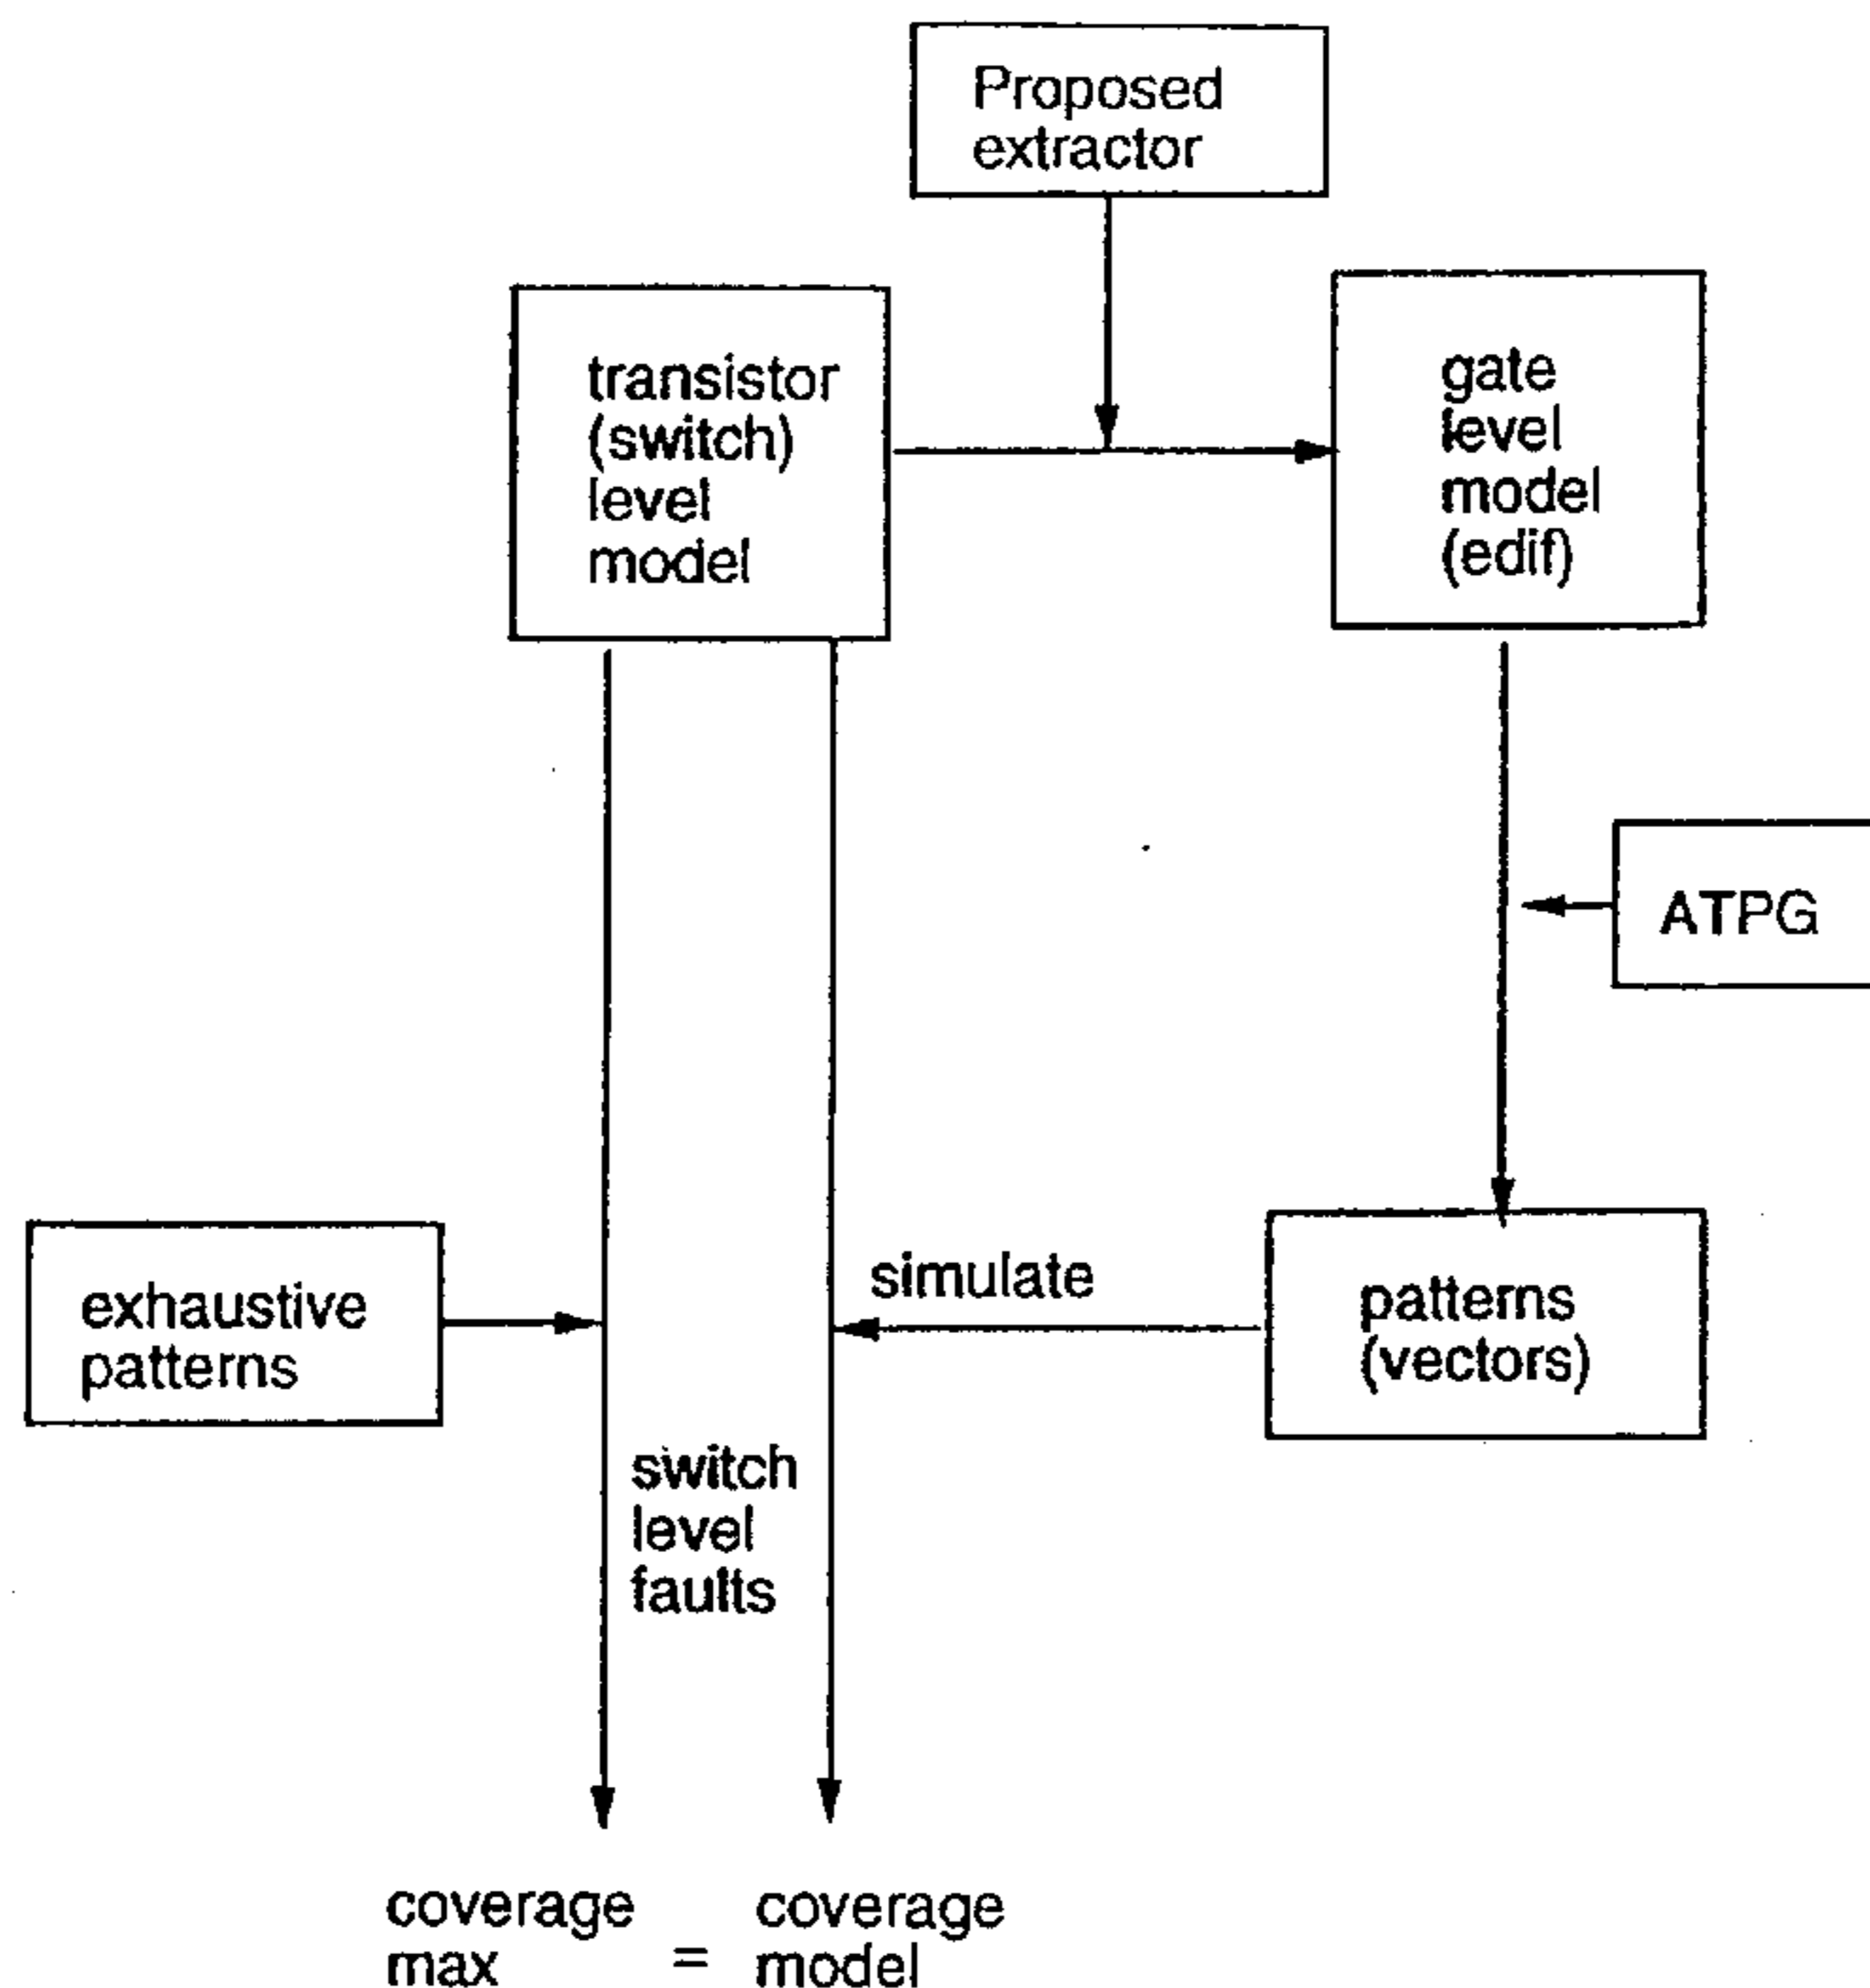 Proposed
extractor
transistor
(switch)
level
model
gate
level
model
(edif)
ATPG
exhaustive
patterns
simulate
patterns
(vectors)
switch
level
faults
coverage
max
=
coverage
model